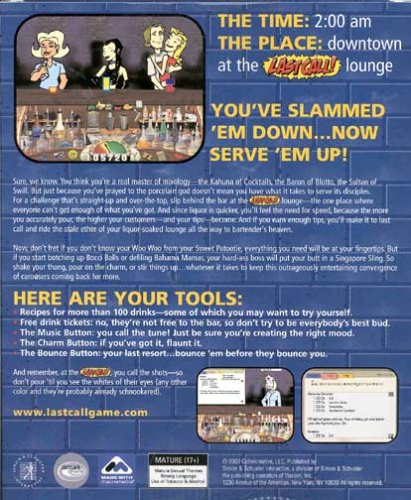 THE TIME: 2:00 am
THE PLACE: downtown
at the LAST CALL! lounge
05720
YOU'VE SLAMMED
'EM DOWN...NOW
SERVE 'EM UP!
Sure, we know. You think you're a real master of mixology—the Kahuna of Cocktails, the Baron of Blotto, the Sultan of
Swill. But just because you've prayed to the porcelain god doesn't mean you have what it takes to serve its disciples.
For a challenge that's straight-up and over-the-top, slip behind the bar at the LAST CALL! lounge—the one place where
everyone can't get enough of what you've got. And since liquor is quicker, you'll feel the need for speed, because the more
you accurately pour, the higher your customers—and your tips—become. And if you earn enough tips, you'll make it to last
call and ride the stale ether of your liquor-soaked lounge all the way to bartender's heaven.
Now, don't fret if you don't know your Woo Woo from your Sweet Patootie, everything you need will be at your fingertips. But
if you start botching up Bocci Balls or defiling Bahama Mamas, your hard-ass boss will put your butt in a Singapore Sling. So
shake your thang, pour on the charm, or stir things up...whatever it takes to keep this outrageously entertaining convergence
of carousers coming back for more.
HERE ARE YOUR TOOLS:
• Recipes for more than 100 drinks—some of which you may want to try yourself.
• Free drink tickets: no, they're not free to the bar, so don't try to be everybody's best bud.
• The Music Button: you call the tune! Just be sure you're creating the right mood.
• The Charm Button: if you've got it, flaunt it.
• The Bounce Button: your last resort...bounce 'em before they bounce you.
And remember, at the LAST CALL!, you call the shots—so
don't pour 'til you see the whites of their eyes (any other
color and they're probably already schnookered).
www.lastcallgame.com
MADE WITH
macromedia
MATURE (17+)
Mature Sexual Themes
Strong Language
Use of Tobacco & Alcohol
Simon & Schuster Interactive, a division of Simon & Schuster
the publishing operation of Viacom, Inc.
1230 Avenue of the Americas, New York, NY 10020 All rights reserved.